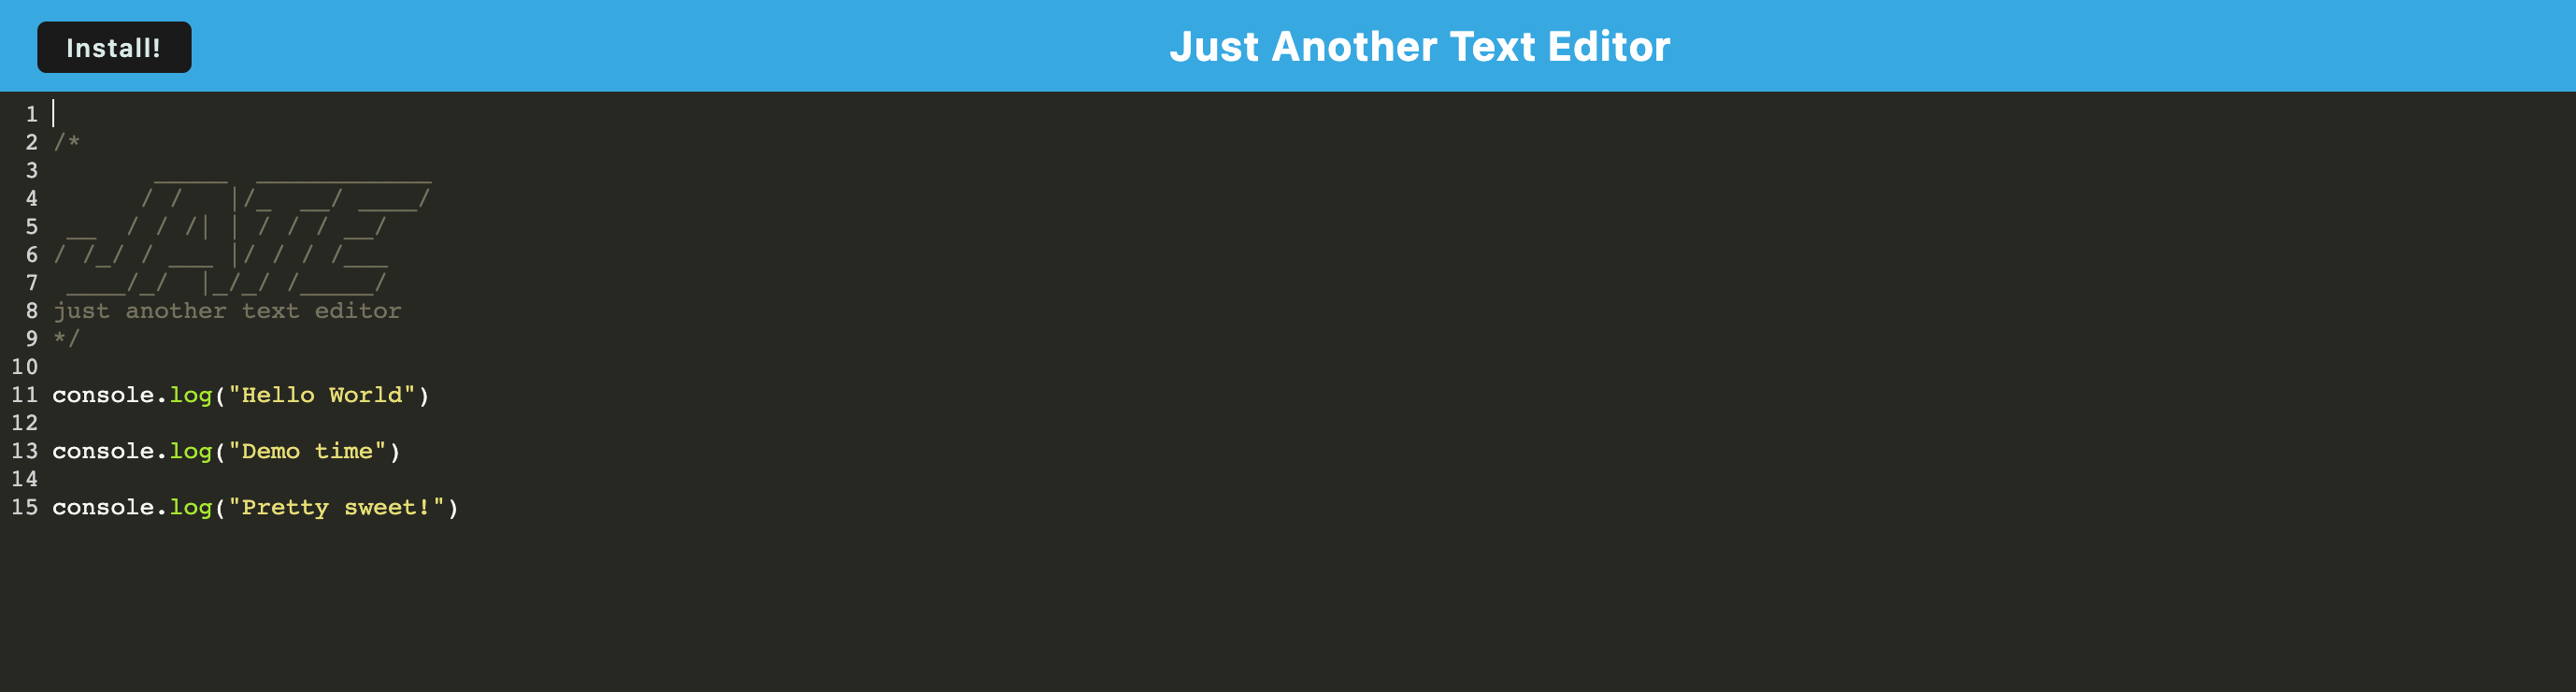 Install!
Just Another Text Editor
1
2 /*
3        _____  ____________
4       / /   |/_  __/ ____/
5  __  / / /| | / / / __/
6 / /_/ / ___ |/ / / /___
7  ____/_/  |_/_/ /_____/
8 just another text editor
9 */
10
11 console.log("Hello World")
12
13 console.log("Demo time")
14
15 console.log("Pretty sweet!")